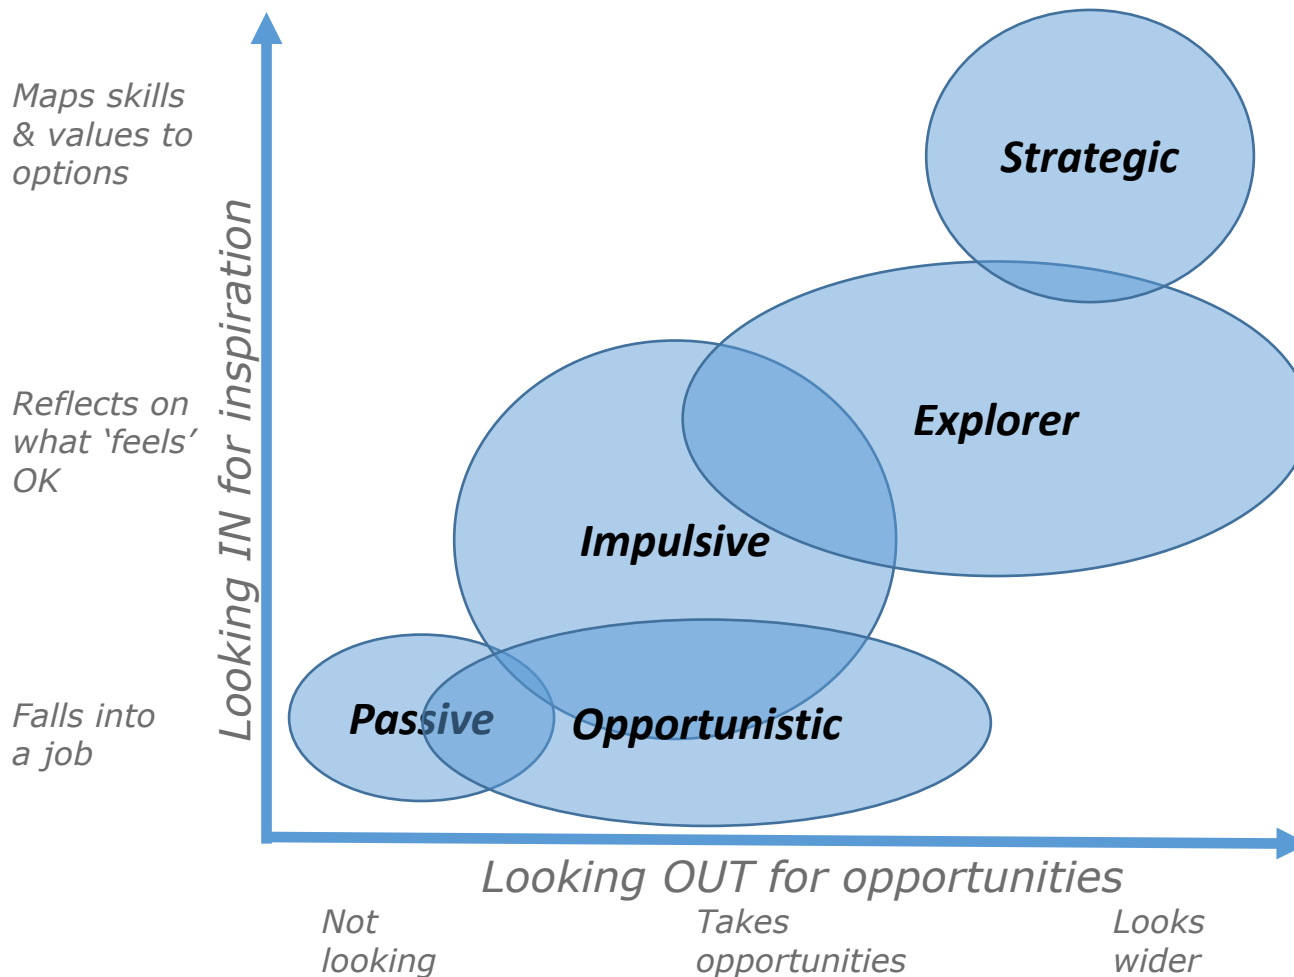 Maps skills
& values to
options
Reflects on
what ‘feels’
OK
Falls into
a job
Looking IN for inspiration
Strategic
Explorer
Impulsive
Passive
Opportunistic
Looking OUT for opportunities
Not
looking
Takes
opportunities
Looks
wider